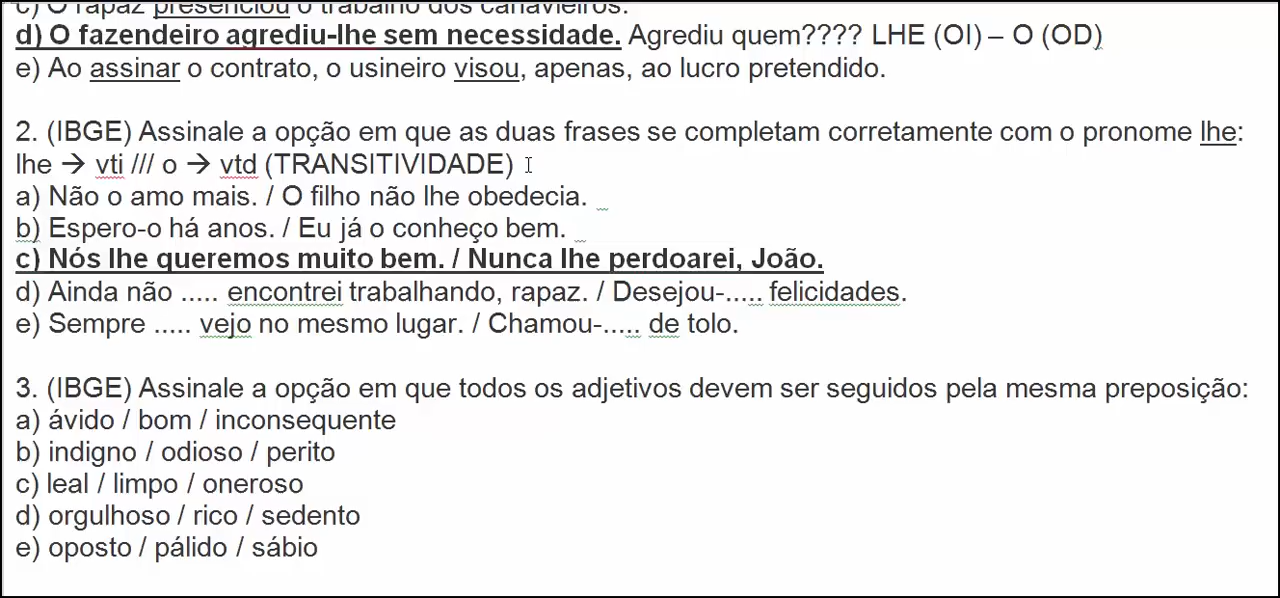 c) O rapaz presenciou o trabalho dos canavieiros.
d) O fazendeiro agrediu-lhe sem necessidade. Agrediu quem???? LHE (OI) – O (OD)
e) Ao assinar o contrato, o usineiro visou, apenas, ao lucro pretendido.
2. (IBGE) Assinale a opção em que as duas frases se completam corretamente com o pronome lhe:
lhe → vti /// o → vtd (TRANSITIVIDADE)
a) Não o amo mais. / O filho não lhe obedecia.
b) Espero-o há anos. / Eu já o conheço bem.
c) Nós lhe queremos muito bem. / Nunca lhe perdoarei, João.
d) Ainda não ..... encontrei trabalhando, rapaz. / Desejou-..... felicidades.
e) Sempre ..... vejo no mesmo lugar. / Chamou-..... de tolo.
3. (IBGE) Assinale a opção em que todos os adjetivos devem ser seguidos pela mesma preposição:
a) ávido / bom / inconsequente
b) indigno / odioso / perito
c) leal / limpo / oneroso
d) orgulhoso / rico / sedento
e) oposto / pálido / sábio